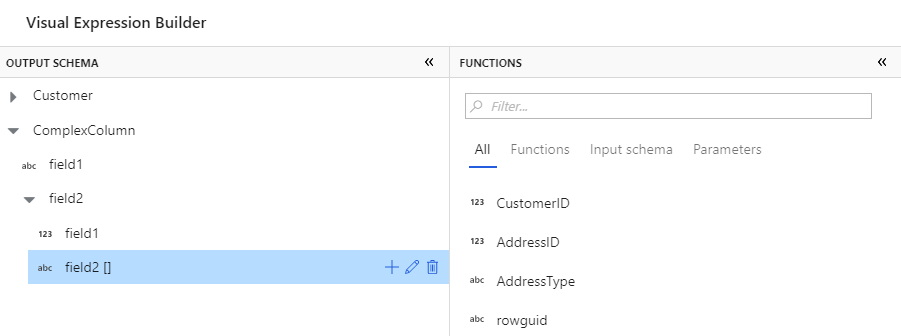 Visual Expression Builder
OUTPUT SCHEMA «
Customer
ComplexColumn
abc field1
field2
123 field1
abc field2 []
FUNCTIONS «
Filter...
All Functions Input schema Parameters
123 CustomerID
123 AddressID
abc AddressType
abc rowguid